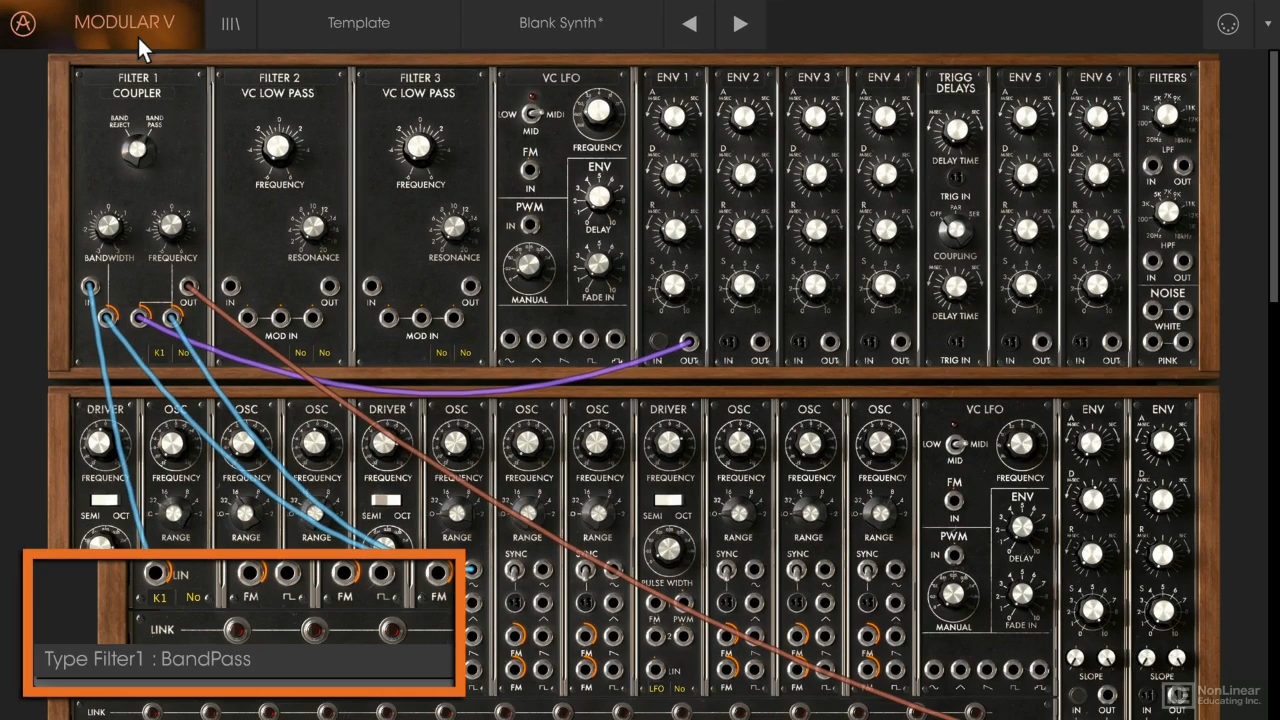 MODULAR V
Template
Blank Synth*
FILTER 1
COUPLER
FILTER 2
VC LOW PASS
FILTER 3
VC LOW PASS
VC LFO
ENV 1
ENV 2
ENV 3
ENV 4
TRIGG
DELAYS
ENV 5
ENV 6
FILTERS
BAND
REJECT
BAND
PASS
BANDWIDTH
FREQUENCY
FREQUENCY
RESONANCE
FREQUENCY
RESONANCE
LOW
MIDI
MID
FREQUENCY
FM
IN
PWM
IN
MANUAL
ENV
DELAY
FADE IN
DELAY TIME
TRIG IN
OFF
PAR
SER
COUPLING
DELAY TIME
TRIG IN
LPF
IN
OUT
HPF
IN
OUT
NOISE
WHITE
PINK
IN
OUT
IN
OUT
MOD IN
IN
OUT
MOD IN
K1
No
No
No
No
No
IN
OUT
IN
OUT
IN
OUT
IN
OUT
IN
OUT
IN
OUT
DRIVER
OSC
OSC
OSC
DRIVER
OSC
OSC
OSC
DRIVER
OSC
OSC
OSC
VC LFO
ENV
ENV
FREQUENCY
FREQUENCY
FREQUENCY
FREQUENCY
FREQUENCY
FREQUENCY
FREQUENCY
FREQUENCY
FREQUENCY
FREQUENCY
FREQUENCY
FREQUENCY
FREQUENCY
SEMI
OCT
RANGE
RANGE
RANGE
SEMI
OCT
RANGE
RANGE
RANGE
SEMI
OCT
RANGE
RANGE
RANGE
LOW
MIDI
MID
FM
IN
PWM
IN
MANUAL
ENV
DELAY
FADE IN
SYNC
SYNC
PULSE WIDTH
SYNC
SYNC
SYNC
FM
PWM
LIN
LFO
No
FM
FM
FM
FM
FM
FM
SLOPE
SLOPE
IN
OUT
IN
OUT
LIN
K1
No
FM
FM
FM
LINK
Type Filter1 : BandPass
LINK
NonLinear
Educating Inc.